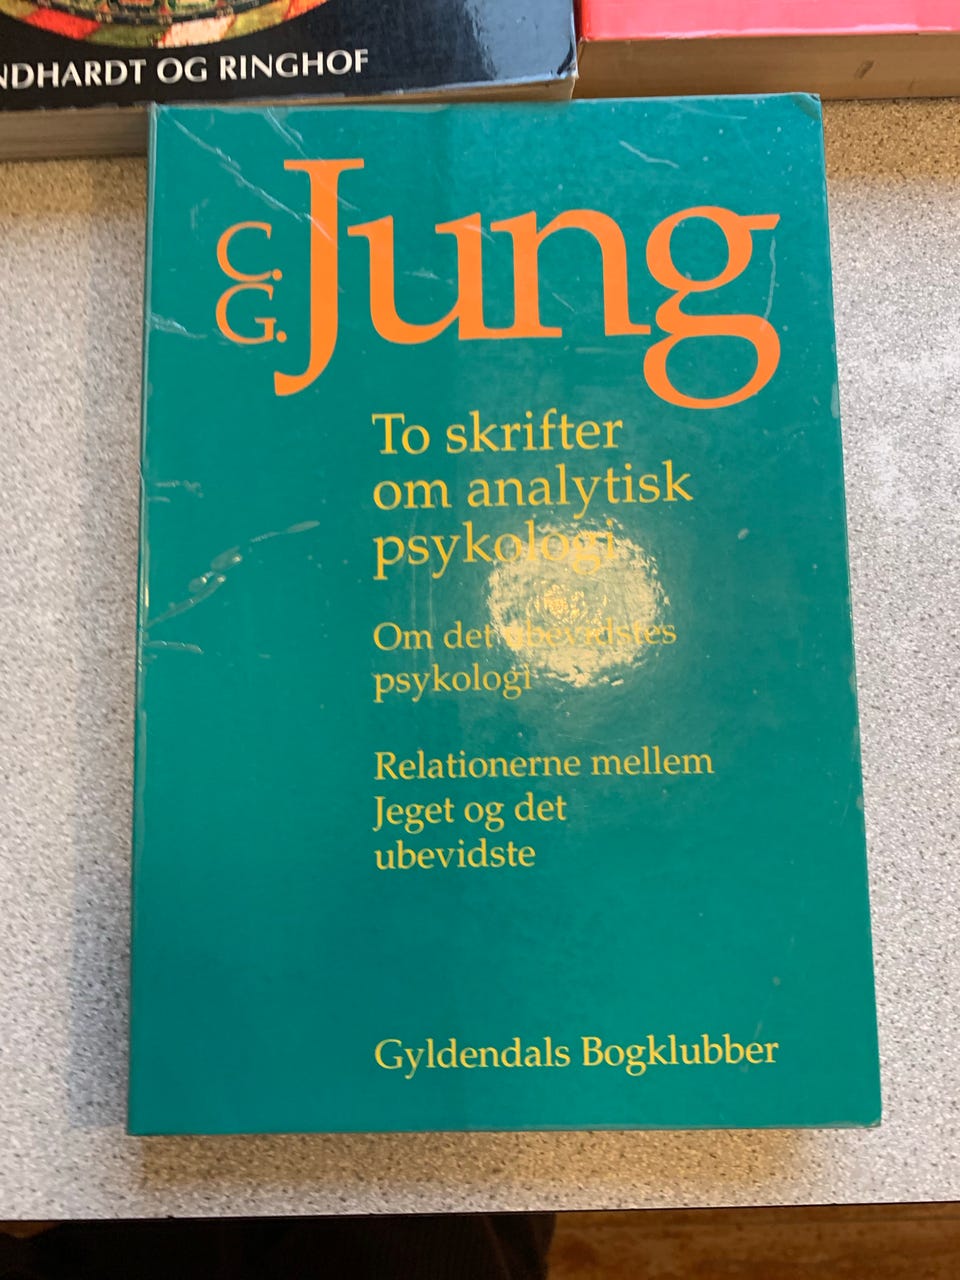 NDHARDT OG RINGHOF
C. G. Jung
To skrifter
om analytisk
psykologi
Om det ubevidstes
psykologi
Relationerne mellem
Jeget og det
ubevidste
Gyldendals Bogklubber